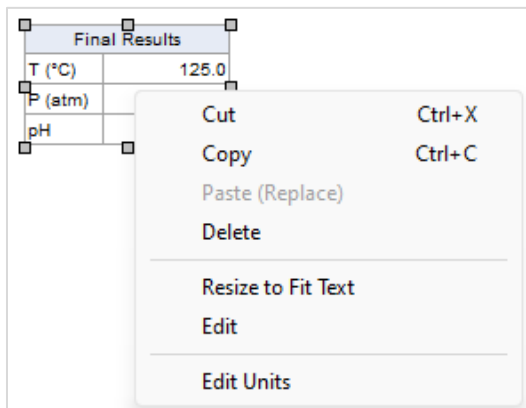 Final Results
T (°C) 125.0
P (atm)
pH
Cut Ctrl+X
Copy Ctrl+C
Paste (Replace)
Delete
Resize to Fit Text
Edit
Edit Units